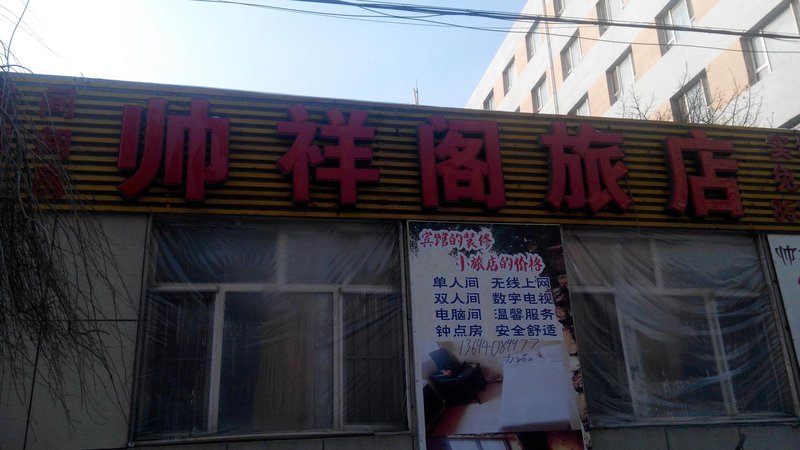 帅祥阁旅店
宾馆的装修
小旅店的价格
单人间 无线上网
双人间 数字电视
电脑间 温馨服务
钟点房 安全舒适
帅